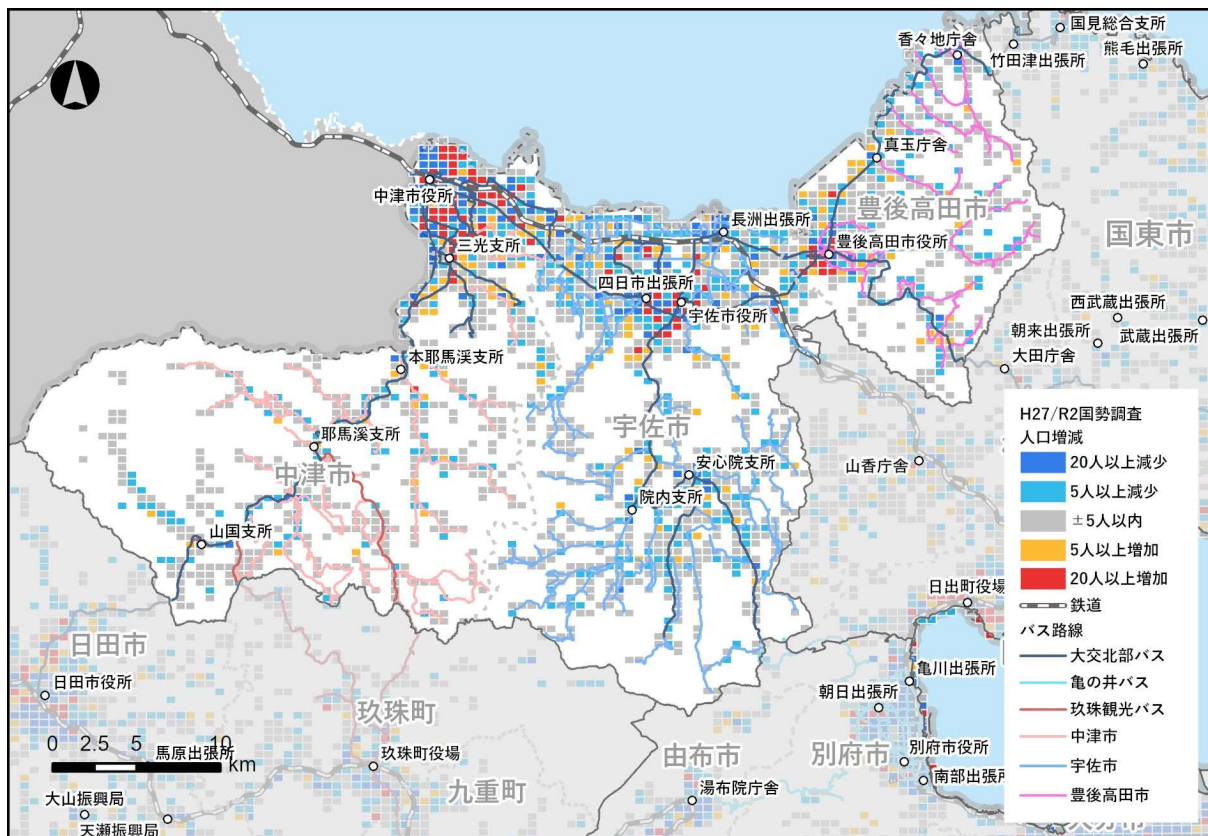 国見総合支所
香々地庁舎
竹田津出張所
熊毛出張所
真玉庁舎
中津市役所
豊後高田市
長洲出張所
国東市
三光支所
豊後高田市役所
四日市出張所
宇佐市役所
西武蔵出張所
朝来出張所
武蔵出張所
大田庁舎
本耶馬渓支所
宇佐市
耶馬溪支所
中津市
安心院支所
山香庁舎
院内支所
山国支所
日出町役場
日田市
亀川出張所
日田市役所
朝日出張所
玖珠町
別府市
別府市役所
由布市
0 2.5 5 10
km
馬原出張所
玖珠町役場
南部出張所
九重町
湯布院庁舎
大山振興局
天瀬振興局
H27/R2国勢調査
人口増減
20人以上減少
5人以上減少
±5人以内
5人以上増加
20人以上増加
鉄道
バス路線
大交北部バス
亀の井バス
玖珠観光バス
中津市
宇佐市
豊後高田市